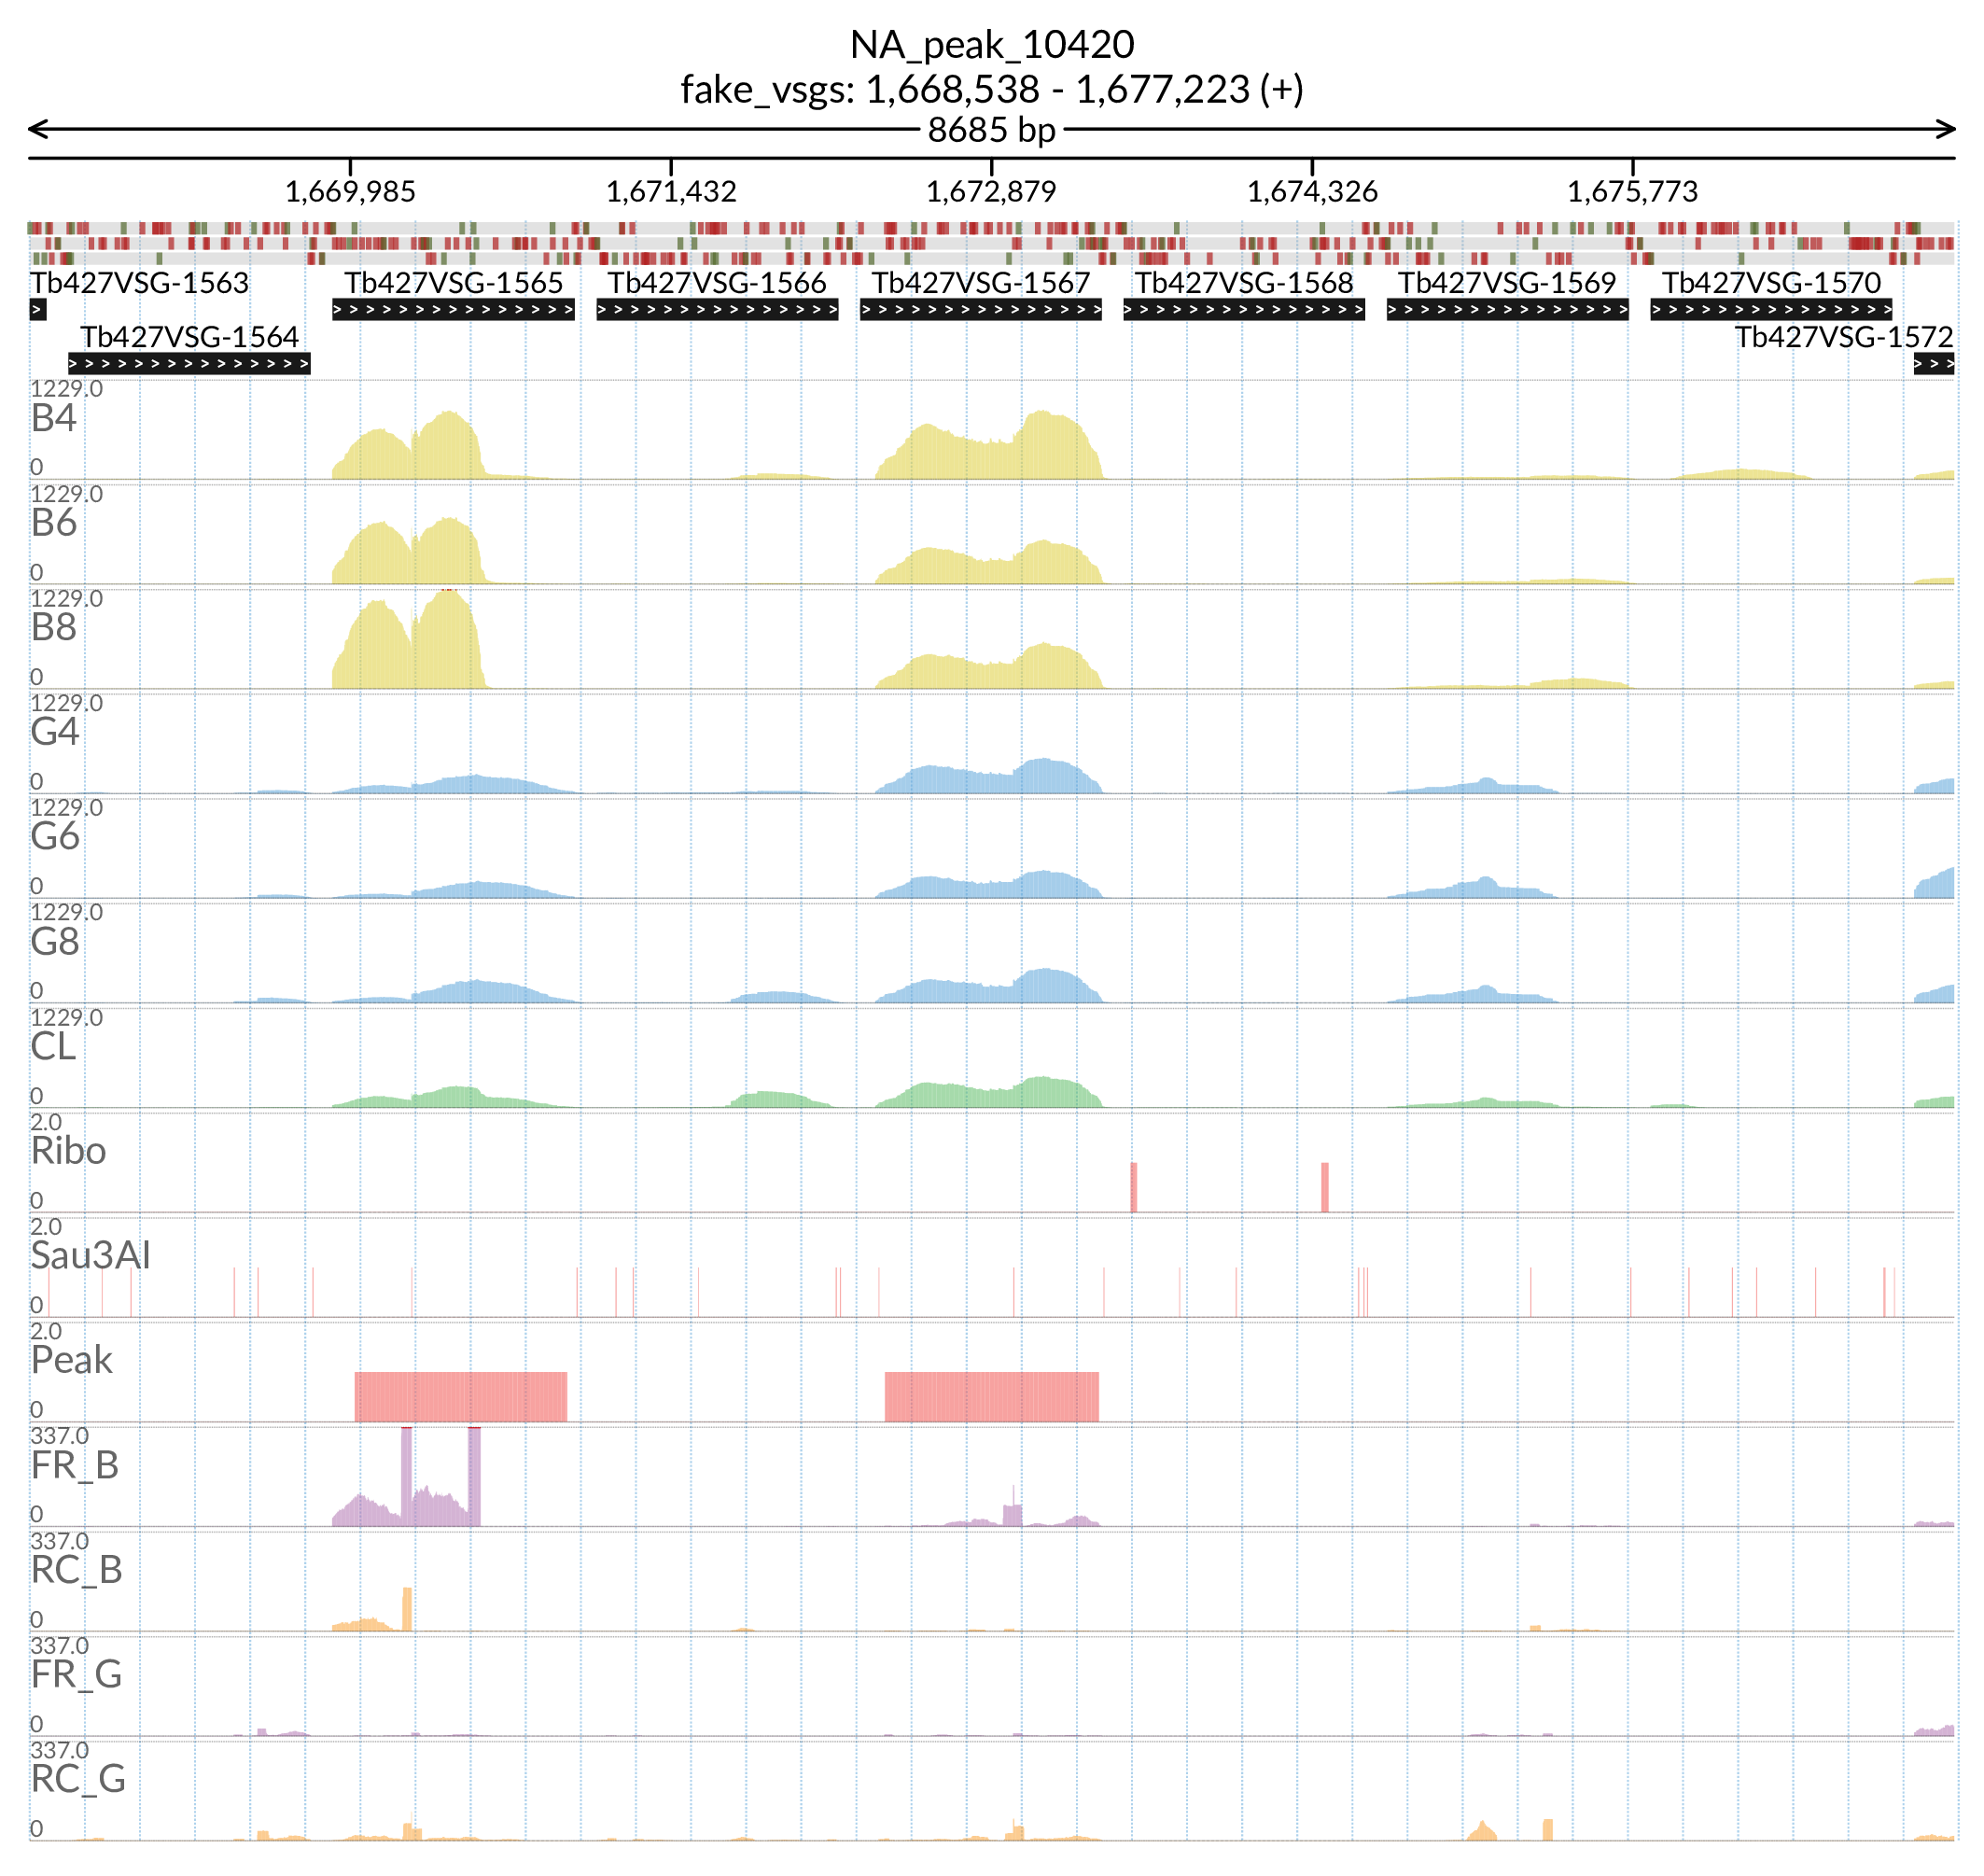 NA_peak_10420
fake_vsgs: 1,668,538 - 1,677,223 (+)
8685 bp
1,669,985 1,671,432 1,672,879 1,674,326 1,675,773
Tb427VSG-1563 Tb427VSG-1565 Tb427VSG-1566 Tb427VSG-1567 Tb427VSG-1568 Tb427VSG-1569 Tb427VSG-1570
Tb427VSG-1564 Tb427VSG-1572
1229.0
B4
0
1229.0
B6
0
1229.0
B8
0
1229.0
G4
0
1229.0
G6
0
1229.0
G8
0
1229.0
CL
0
2.0
Ribo
0
2.0
Sau3AI
0
2.0
Peak
0
337.0
FR_B
0
337.0
RC_B
0
337.0
FR_G
0
337.0
RC_G
0